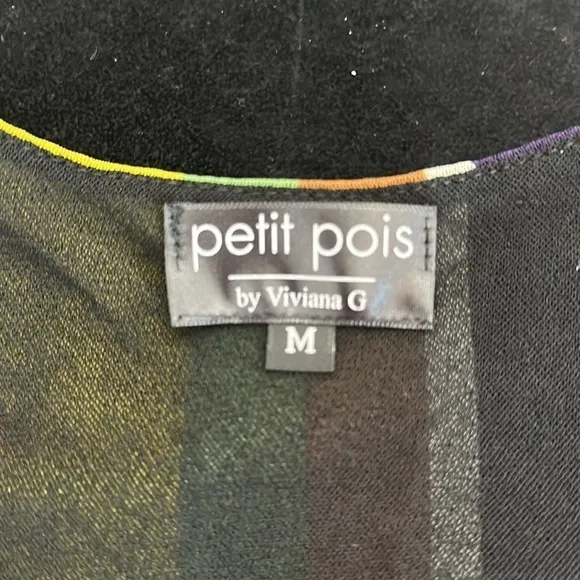 petit pois
by Viviana G
M